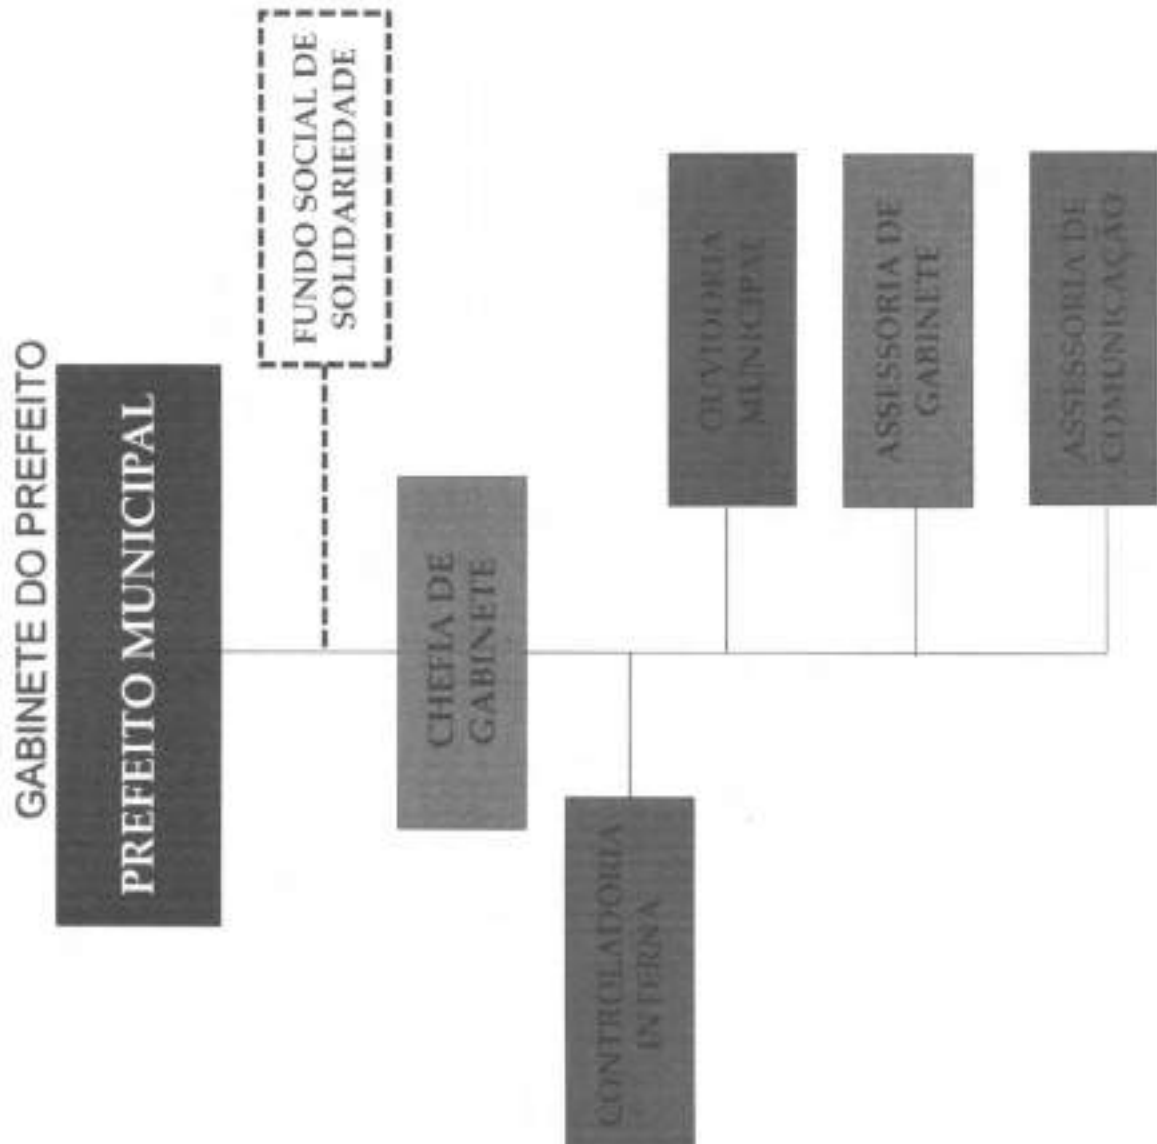 GABINETE DO PREFEITO
PREFEITO MUNICIPAL
FUNDO SOCIAL DE
SOLIDARIEDADE
CHEFIA DE
GABINETE
CONTROLADORIA
INTERNA
OUVIDORIA
MUNICIPAL
ASSESSORIA DE
GABINETE
ASSESSORIA DE
COMUNICAÇÃO